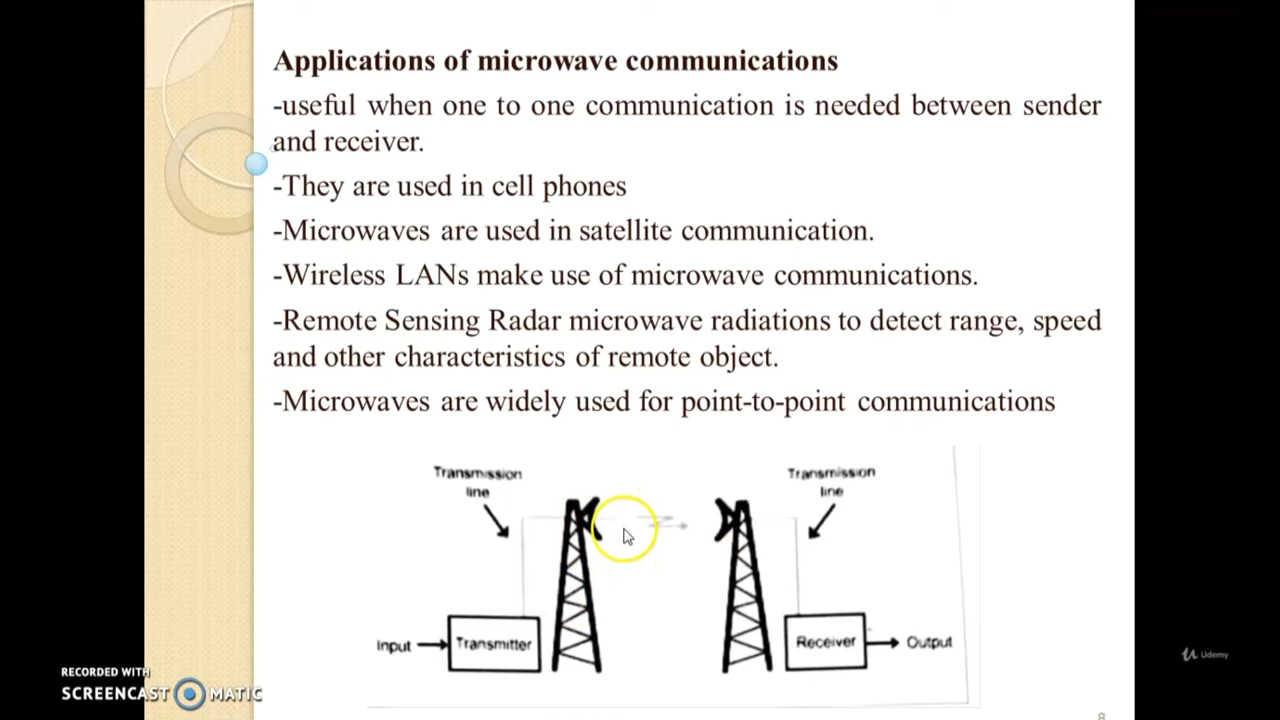 Applications of microwave communications
-useful when one to one communication is needed between sender
and receiver.
-They are used in cell phones
-Microwaves are used in satellite communication.
-Wireless LANs make use of microwave communications.
-Remote Sensing Radar microwave radiations to detect range, speed
and other characteristics of remote object.
-Microwaves are widely used for point-to-point communications
Transmission
line
Transmission
line
Input
Transmitter
Receiver
Output
RECORDED WITH
SCREENCAST MATIC
Udemy
8